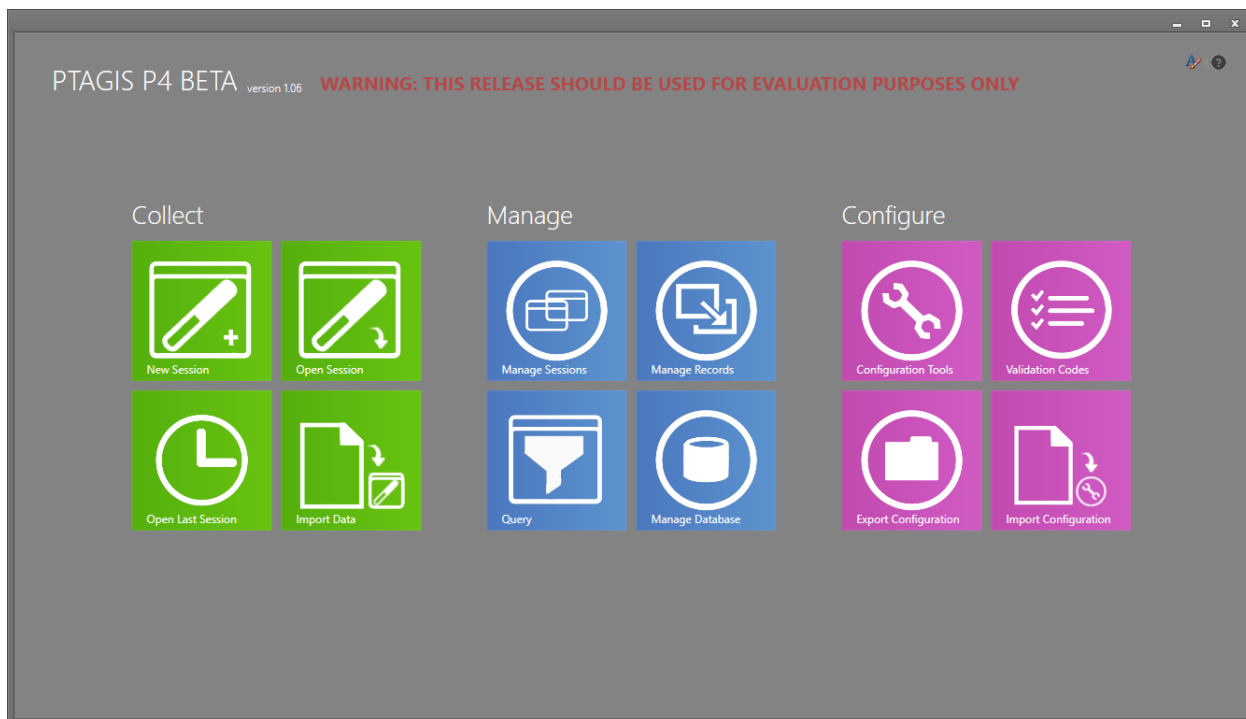 PTAGIS P4 BETA version 1.06 WARNING: THIS RELEASE SHOULD BE USED FOR EVALUATION PURPOSES ONLY
Collect
New Session
Open Session
Open Last Session
Import Data
Manage
Manage Sessions
Manage Records
Query
Manage Database
Configure
Configuration Tools
Validation Codes
Export Configuration
Import Configuration